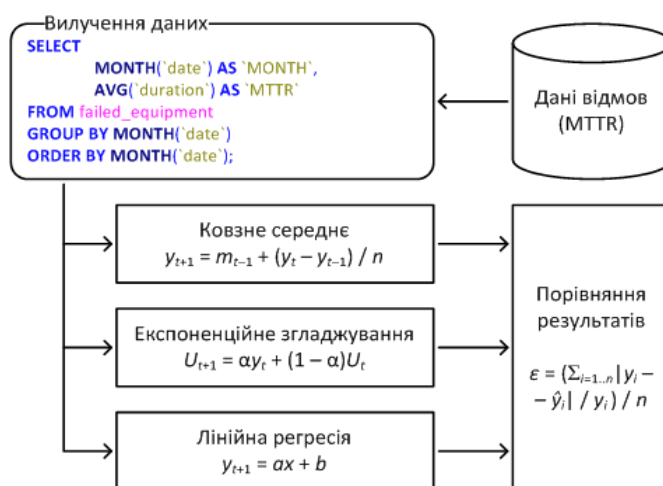 Вилучення даних
SELECT
MONTH(`date`) AS `MONTH`,
AVG(`duration`) AS `MTTR`
FROM failed_equipment
GROUP BY MONTH(`date`)
ORDER BY MONTH(`date`);
Дані відмов
(MTTR)
Ковзне середнє
yt+1 = mt−1 + (yt – yt−1) / n
Експоненційне згладжування
Ut+1 = αyt + (1 − α)Ut
Лінійна регресія
yt+1 = ax + b
Порівняння
результатів
ε = (Σi=1..n|yi −
− ŷi| / yi) / n